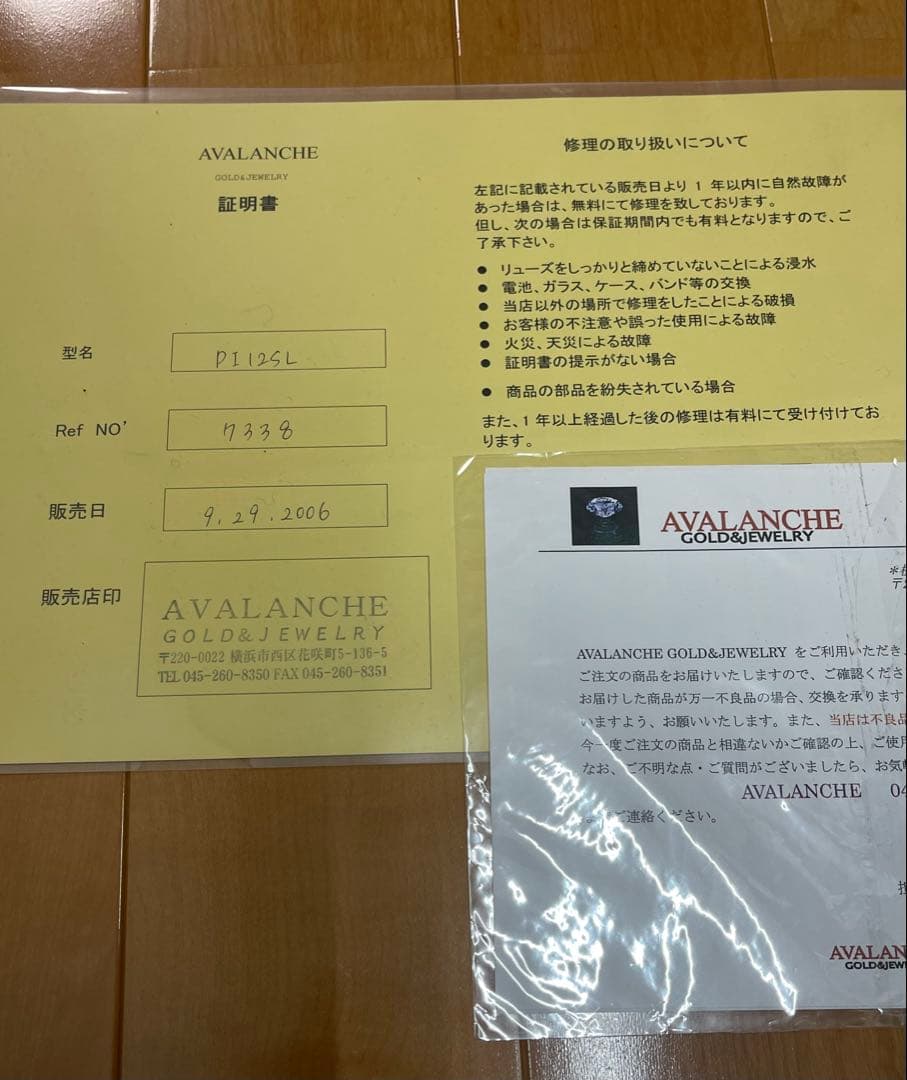 AVALANCHE
GOLD&JEWELRY
証明書
型名
DI12SL
Ref NO'
7338
販売日
9.29.2006
販売店印
AVALANCHE
GOLD&JEWELRY
〒220-0022 横浜市西区花咲町5-136-5
TEL 045-260-8350 FAX 045-260-8351
修理の取り扱いについて
左記に記載されている販売日より 1 年以内に自然故障が
あった場合は、無料にて修理を致しております。
但し、次の場合は保証期間内でも有料となりますので、ご
了承下さい。
● リューズをしっかりと締めていないことによる浸水
● 電池、ガラス、ケース、バンド等の交換
● 当店以外の場所で修理をしたことによる破損
● お客様の不注意や誤った使用による故障
● 火災、天災による故障
● 証明書の提示がない場合
● 商品の部品を紛失されている場合
また、1 年以上経過した後の修理は有料にて受け付けてお
ります。
AVALANCHE
GOLD&JEWELRY
〒2
AVALANCHE GOLD&JEWELRY をご利用いただき、
ご注文の商品をお届けいたしますので、ご確認くださ
お届けした商品が万一不良品の場合、交換を承ります
いますよう、お願いいたします。また、当店は不良品
今一度ご注文の商品と相違ないかご確認の上、ご使用
なお、ご不明な点・ご質問がございましたら、お気軽
AVALANCHE 04
ご連絡ください。
AVALAN
GOLD&JEW